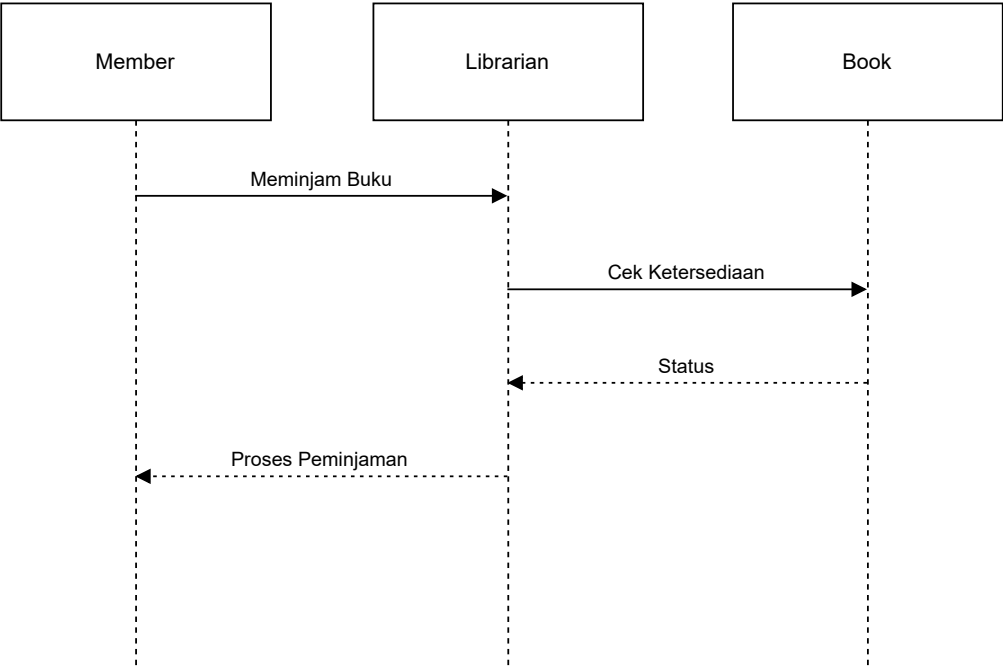 Member
Librarian
Book
Meminjam Buku
Cek Ketersediaan
Status
Proses Peminjaman